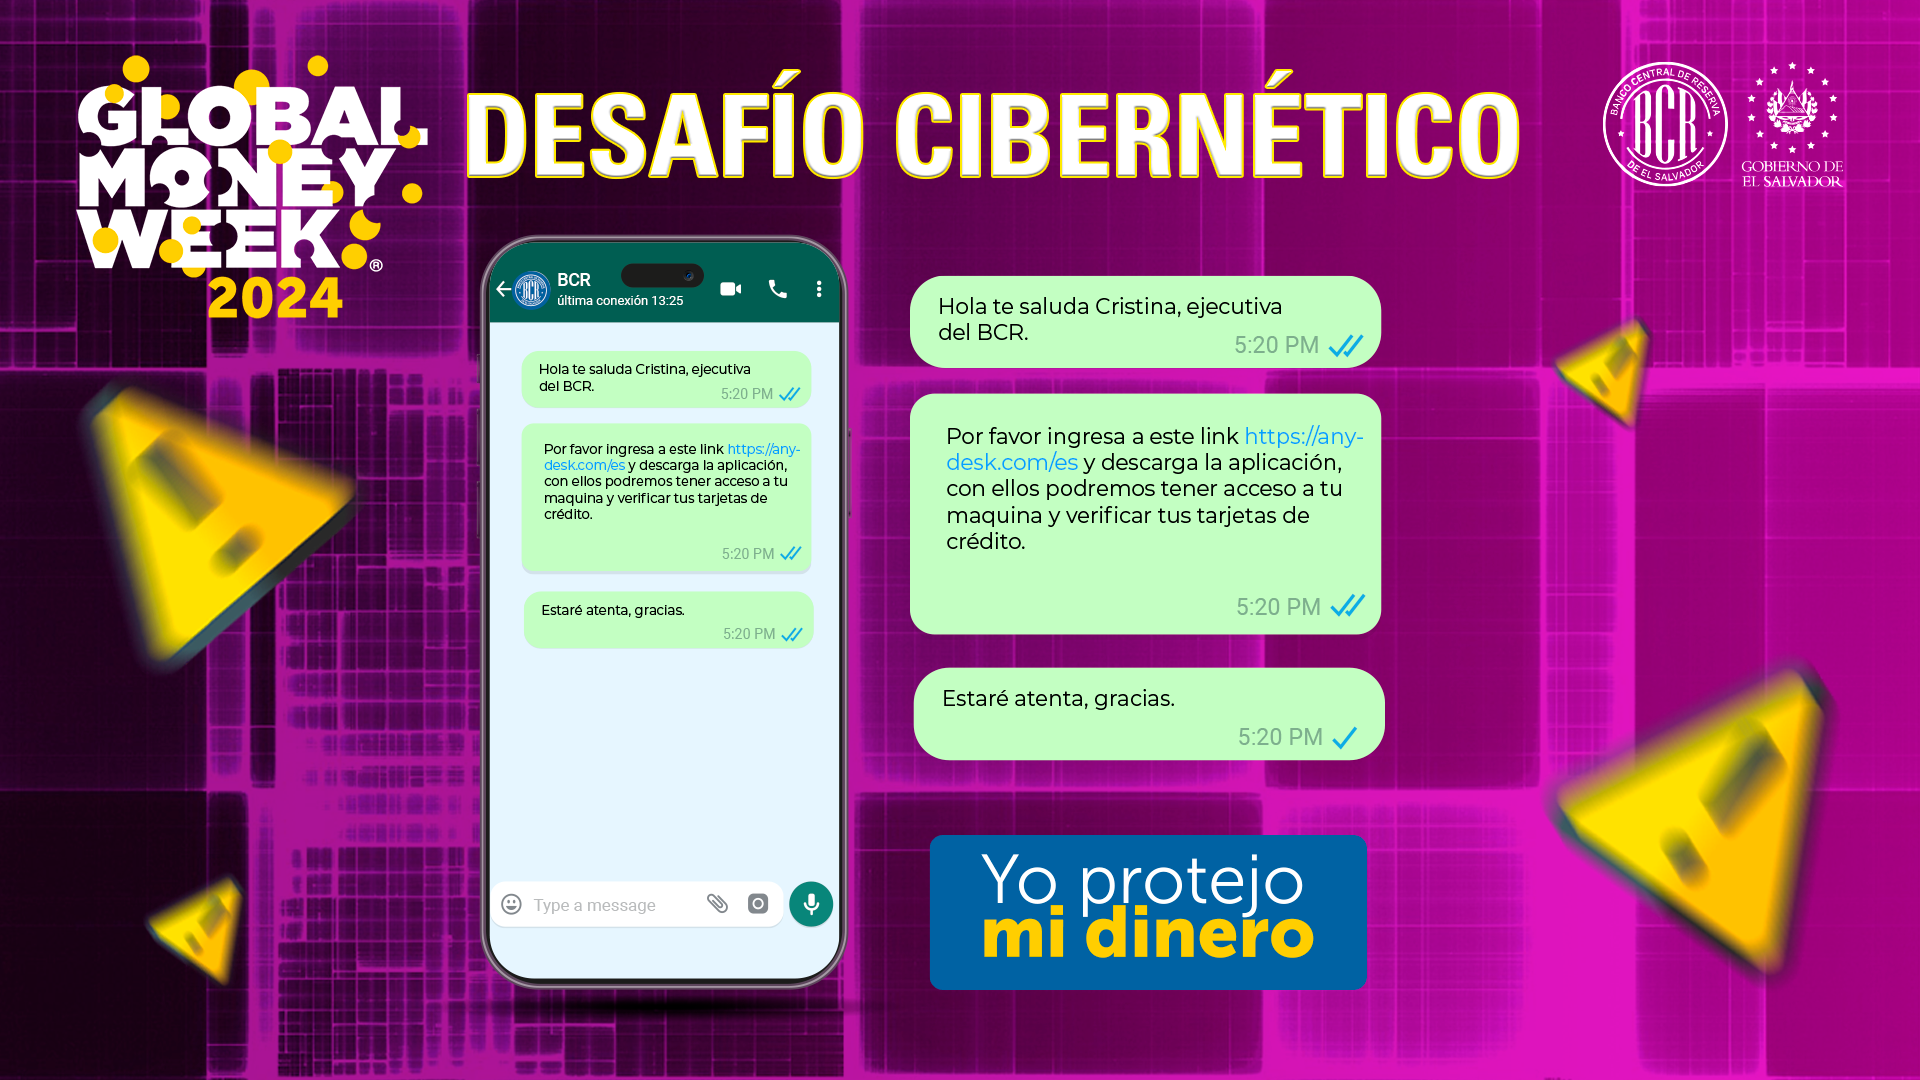 GLOBAL
MONEY
WEEK®
2024
DESAFÍO CIBERNÉTICO
BANCO CENTRAL DE RESERVA
BCR
DE EL SALVADOR
GOBIERNO DE
EL SALVADOR
BCR
BCR
última conexión 13:25
Hola te saluda Cristina, ejecutiva
del BCR.
5:20 PM
Por favor ingresa a este link https://any-
desk.com/es y descarga la aplicación,
con ellos podremos tener acceso a tu
maquina y verificar tus tarjetas de
crédito.
5:20 PM
Estaré atenta, gracias.
5:20 PM
Type a message
Hola te saluda Cristina, ejecutiva
del BCR.
5:20 PM
Por favor ingresa a este link https://any-
desk.com/es y descarga la aplicación,
con ellos podremos tener acceso a tu
maquina y verificar tus tarjetas de
crédito.
5:20 PM
Estaré atenta, gracias.
5:20 PM
Yo protejo
mi dinero